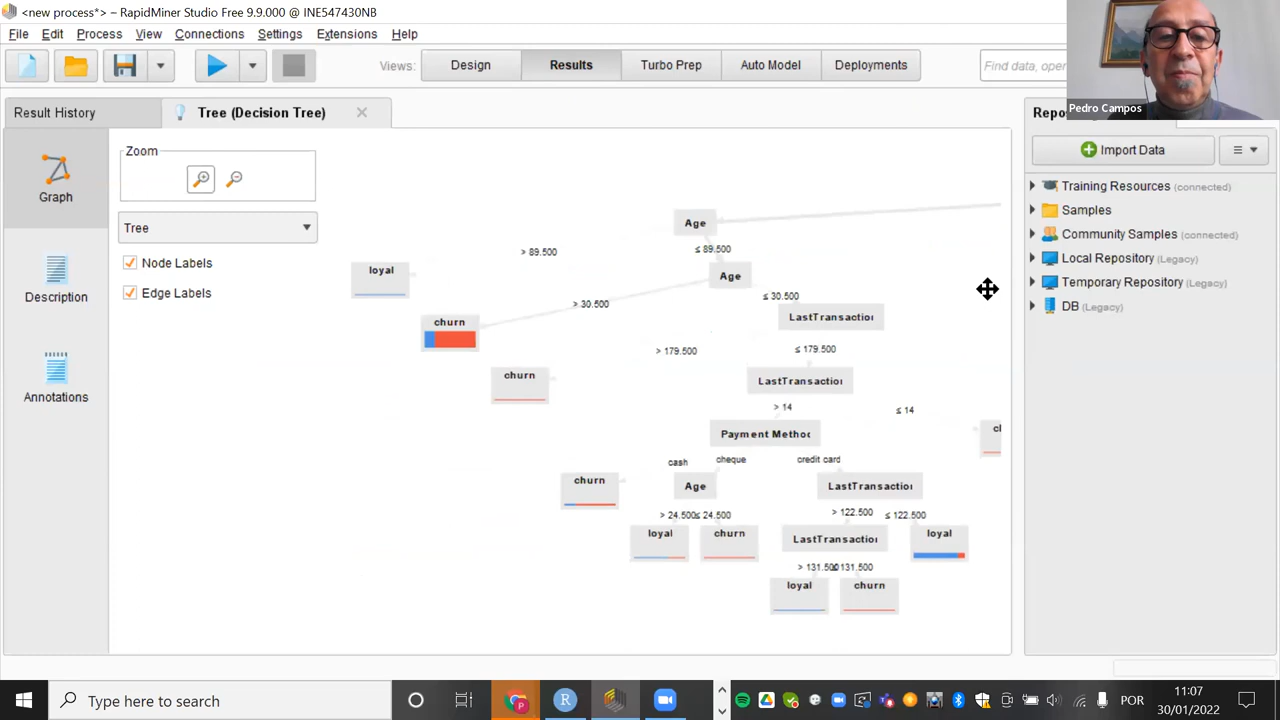 <new process*> – RapidMiner Studio Free 9.9.000 @ INE547430NB
File Edit Process View Connections Settings Extensions Help
Views: Design Results Turbo Prep Auto Model Deployments
Find data, oper
Pedro Campos
Result History
Tree (Decision Tree)
Repo
Import Data
Graph
Description
Annotations
Zoom
Tree
Node Labels
Edge Labels
Training Resources (connected)
Samples
Community Samples (connected)
Local Repository (Legacy)
Temporary Repository (Legacy)
DB (Legacy)
Age
> 89.500
≤ 89.500
loyal
Age
> 30.500
≤ 30.500
churn
LastTransaction
> 179.500
≤ 179.500
churn
LastTransaction
> 14
≤ 14
Payment Method
cash
cheque
credit card
churn
Age
LastTransaction
> 24.500
≤ 24.500
> 122.500
≤ 122.500
loyal
churn
LastTransaction
loyal
> 131.500
≤ 131.500
loyal
churn
Type here to search
POR
11:07
30/01/2022